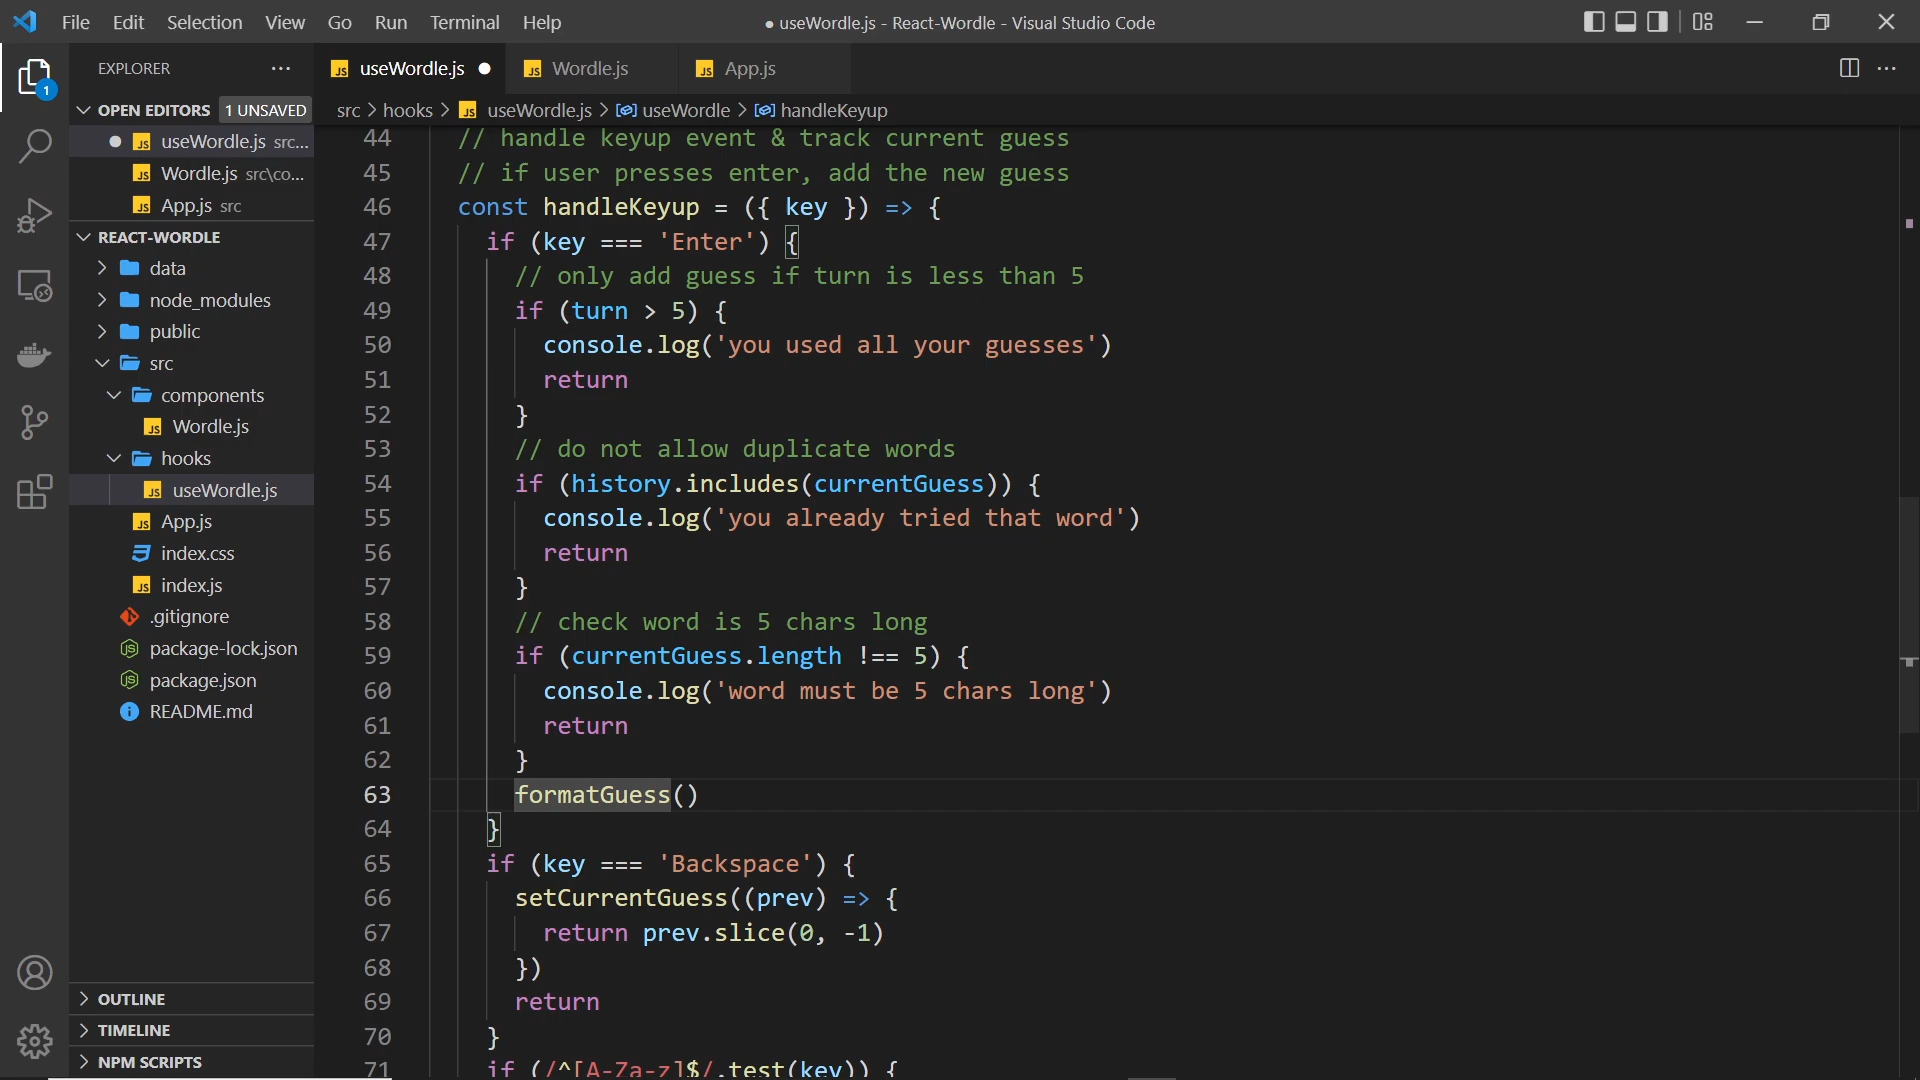 File Edit Selection View Go Run Terminal Help
● useWordle.js - React-Wordle - Visual Studio Code
EXPLORER
useWordle.js
Wordle.js
App.js
1
OPEN EDITORS 1 UNSAVED
useWordle.js src...
Wordle.js src\co...
App.js src
REACT-WORDLE
data
node_modules
public
src
components
Wordle.js
hooks
useWordle.js
App.js
index.css
index.js
.gitignore
package-lock.json
package.json
README.md
OUTLINE
TIMELINE
NPM SCRIPTS
src > hooks > JS useWordle.js > useWordle > handleKeyup
44 // handle keyup event & track current guess
45 // if user presses enter, add the new guess
46 const handleKeyup = ({ key }) => {
47 if (key === 'Enter') {
48 // only add guess if turn is less than 5
49 if (turn > 5) {
50 console.log('you used all your guesses')
51 return
52 }
53 // do not allow duplicate words
54 if (history.includes(currentGuess)) {
55 console.log('you already tried that word')
56 return
57 }
58 // check word is 5 chars long
59 if (currentGuess.length !== 5) {
60 console.log('word must be 5 chars long')
61 return
62 }
63 formatGuess()
64 }
65 if (key === 'Backspace') {
66 setCurrentGuess((prev) => {
67 return prev.slice(0, -1)
68 })
69 return
70 }
71 if (/^[A-Za-z]$/.test(key)) {